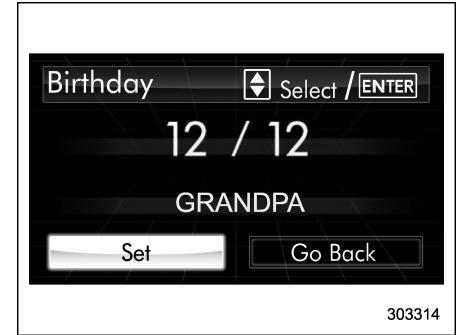 Birthday Select / ENTER
12 / 12
GRANDPA
Set Go Back
303314